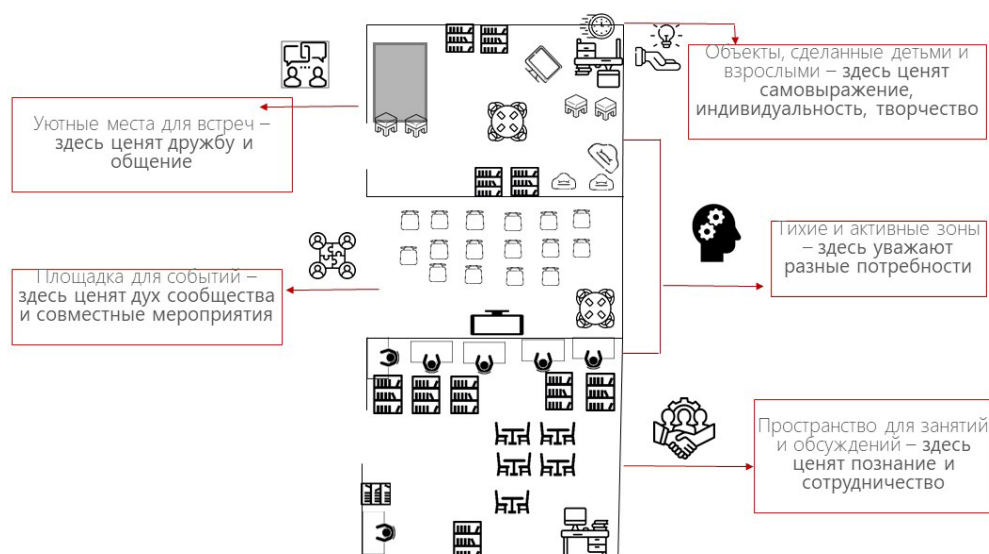 Объекты, сделанные детьми и
взрослыми – здесь ценят
самовыражение,
индивидуальность, творчество
Уютные места для встреч –
здесь ценят дружбу и
общение
Тихие и активные зоны
– здесь уважают
разные потребности
Площадка для событий –
здесь ценят дух сообщества
и совместные мероприятия
Пространство для занятий
и обсуждений – здесь
ценят познание и
сотрудничество